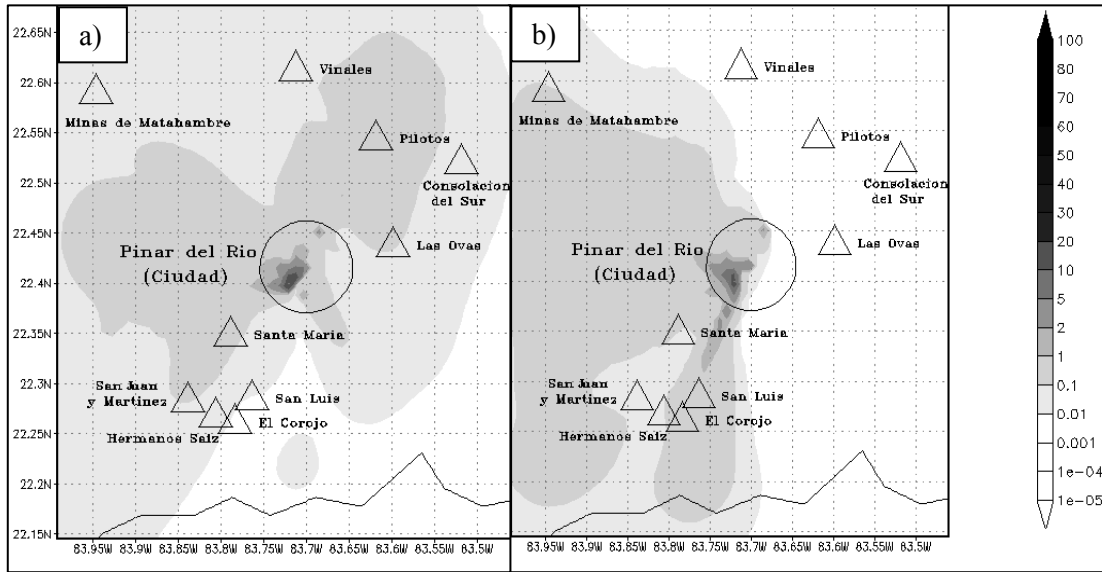 a)
22.65N
22.6N
22.55N
22.5N
22.45N
22.4N
22.35N
22.3N
22.25N
22.2N
22.15N
Vinales
Minas de Matahambre
Pilotos
Consolacion
del Sur
Las Ovas
Pinar del Rio
(Ciudad)
Santa Maria
San Juan
y Martinez
San Luis
El Corojo
Hermanos Saiz
83.95W 83.9W 83.85W 83.8W 83.75W 83.7W 83.65W 83.6W 83.55W 83.5W
b)
Vinales
Minas de Matahambre
Pilotos
Consolacion
del Sur
Las Ovas
Pinar del Rio
(Ciudad)
Santa Maria
San Juan
y Martinez
San Luis
El Corojo
Hermanos Saiz
83.95W 83.9W 83.85W 83.8W 83.75W 83.7W 83.65W 83.6W 83.55W 83.5W
100
80
70
60
50
40
30
20
10
5
2
1
0.1
0.01
0.001
1e-04
1e-05